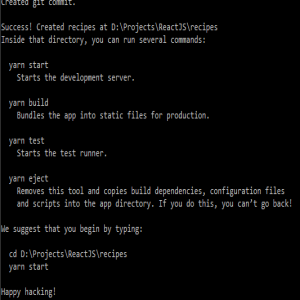 Created git commit.
Success! Created recipes at D:\Projects\ReactJS\recipes
Inside that directory, you can run several commands:
yarn start
Starts the development server.
yarn build
Bundles the app into static files for production.
yarn test
Starts the test runner.
yarn eject
Removes this tool and copies build dependencies, configuration files
and scripts into the app directory. If you do this, you can't go back!
We suggest that you begin by typing:
cd D:\Projects\ReactJS\recipes
yarn start
Happy hacking!